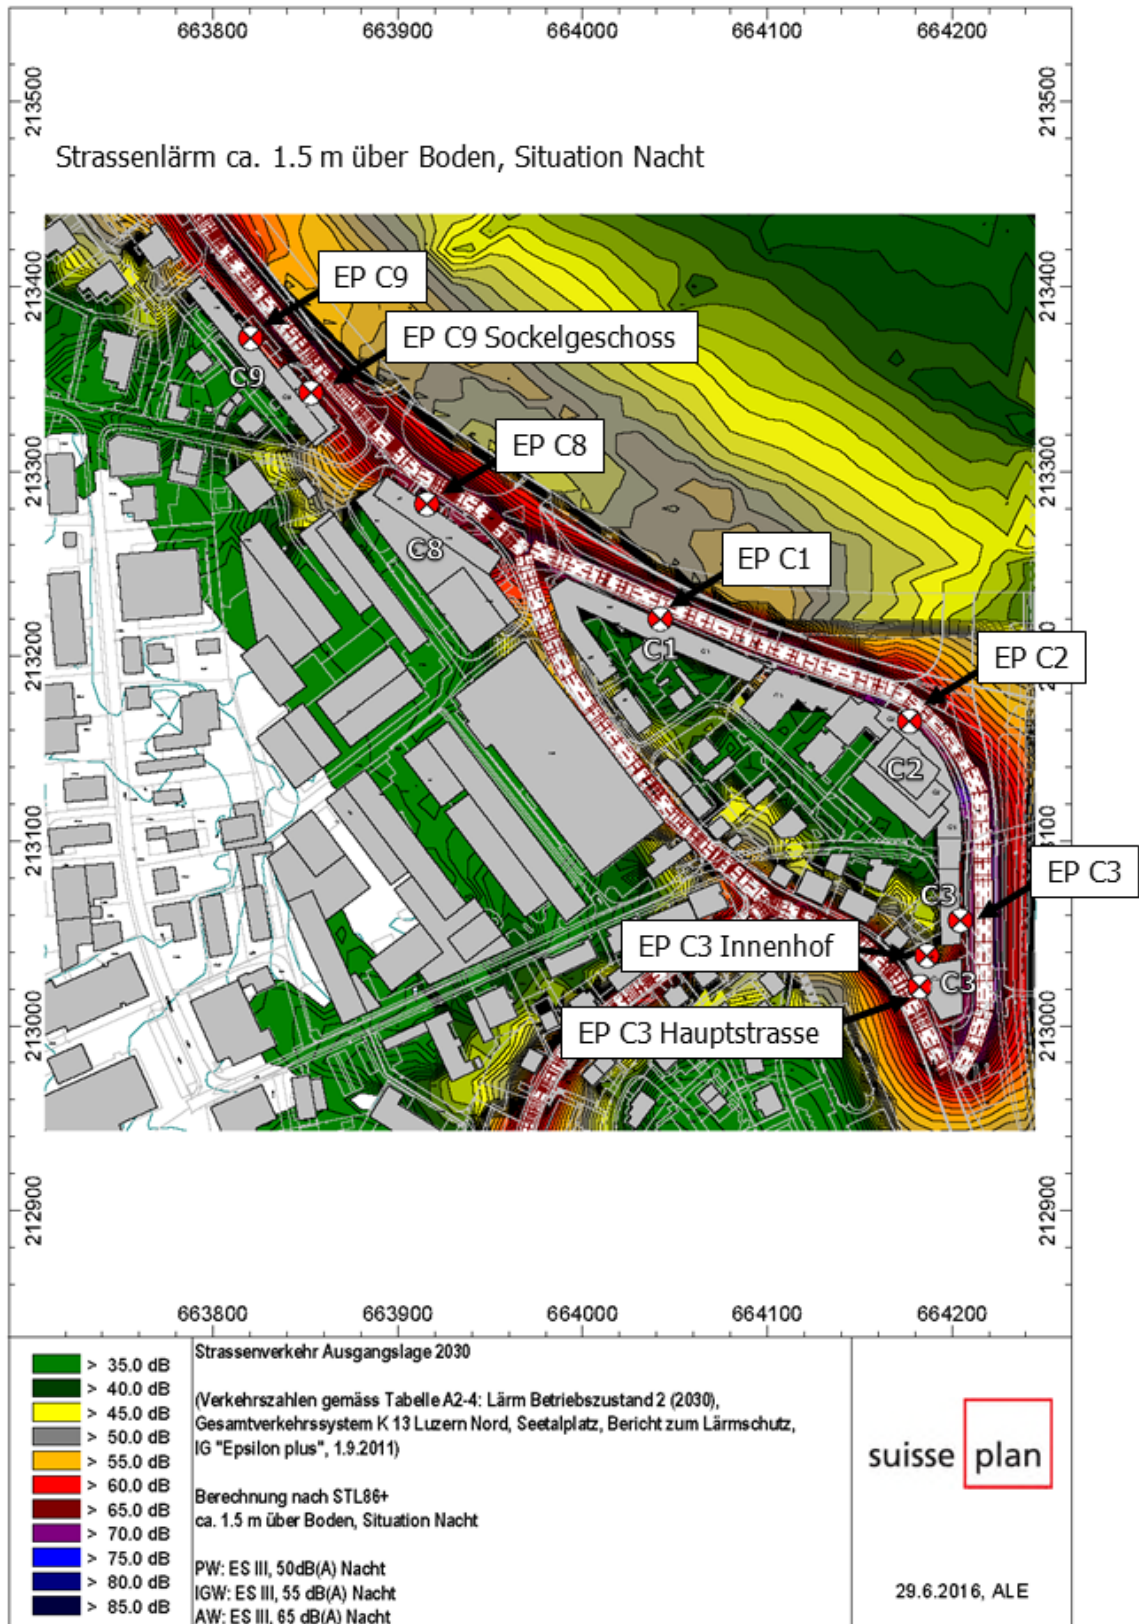 663800 663900 664000 664100 664200
213500
213500
Strassenlärm ca. 1.5 m über Boden, Situation Nacht
213400
213400
EP C9
EP C9 Sockelgeschoss
C9
213300
213300
EP C8
C8
EP C1
C1
213200
EP C2
C2
213100
EP C3
C3
EP C3 Innenhof
C3
213000
213000
EP C3 Hauptstrasse
212900
212900
663800 663900 664000 664100 664200
> 35.0 dB
> 40.0 dB
> 45.0 dB
> 50.0 dB
> 55.0 dB
> 60.0 dB
> 65.0 dB
> 70.0 dB
> 75.0 dB
> 80.0 dB
> 85.0 dB
Strassenverkehr Ausgangslage 2030
(Verkehrszahlen gemäss Tabelle A2-4: Lärm Betriebszustand 2 (2030),
Gesamtverkehrssystem K 13 Luzern Nord, Seetalplatz, Bericht zum Lärmschutz,
IG "Epsilon plus", 1.9.2011)
Berechnung nach STL86+
ca. 1.5 m über Boden, Situation Nacht
PW: ES III, 50dB(A) Nacht
IGW: ES III, 55 dB(A) Nacht
AW: ES III, 65 dB(A) Nacht
suisse plan
29.6.2016, ALE